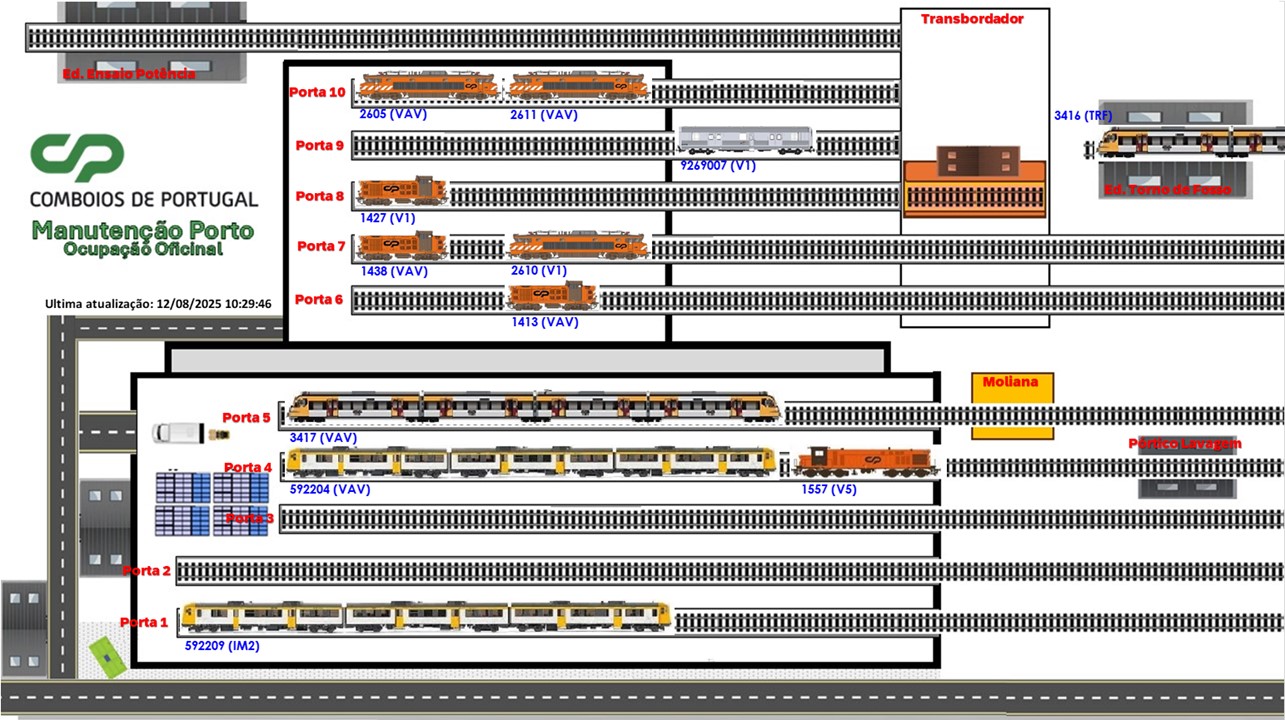 Transbordador
Ed. Ensaio Potência
Porta 10
2605 (VAV)
2611 (VAV)
3416 (TRF)
Porta 9
9269007 (V1)
CP
COMBOIOS DE PORTUGAL
Manutenção Porto
Ocupação Oficinal
Porta 8
1427 (V1)
Ed. Torno de Fosso
Porta 7
1438 (VAV)
2610 (V1)
Ultima atualização: 12/08/2025 10:29:46
Porta 6
1413 (VAV)
Moliana
Porta 5
3417 (VAV)
Pórtico Lavagem
Porta 4
592204 (VAV)
1557 (V5)
Porta 3
Porta 2
Porta 1
592209 (IM2)